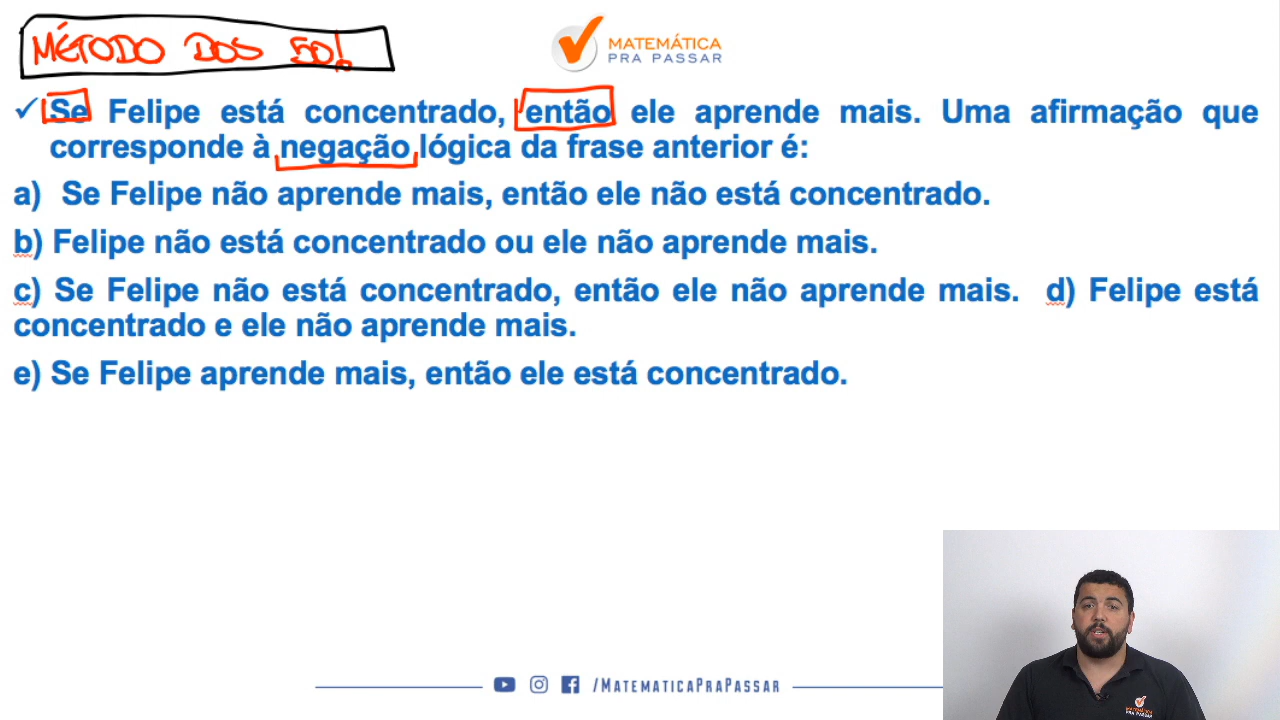 MÉTODO DOS 50!
MATEMÁTICA
PRA PASSAR
✓ Se Felipe está concentrado, então ele aprende mais. Uma afirmação que
corresponde à negação lógica da frase anterior é:
a) Se Felipe não aprende mais, então ele não está concentrado.
b) Felipe não está concentrado ou ele não aprende mais.
c) Se Felipe não está concentrado, então ele não aprende mais. d) Felipe está
concentrado e ele não aprende mais.
e) Se Felipe aprende mais, então ele está concentrado.
/MATEMATICAPRAPASSAR
MATEMÁTICA
PRA PASSAR